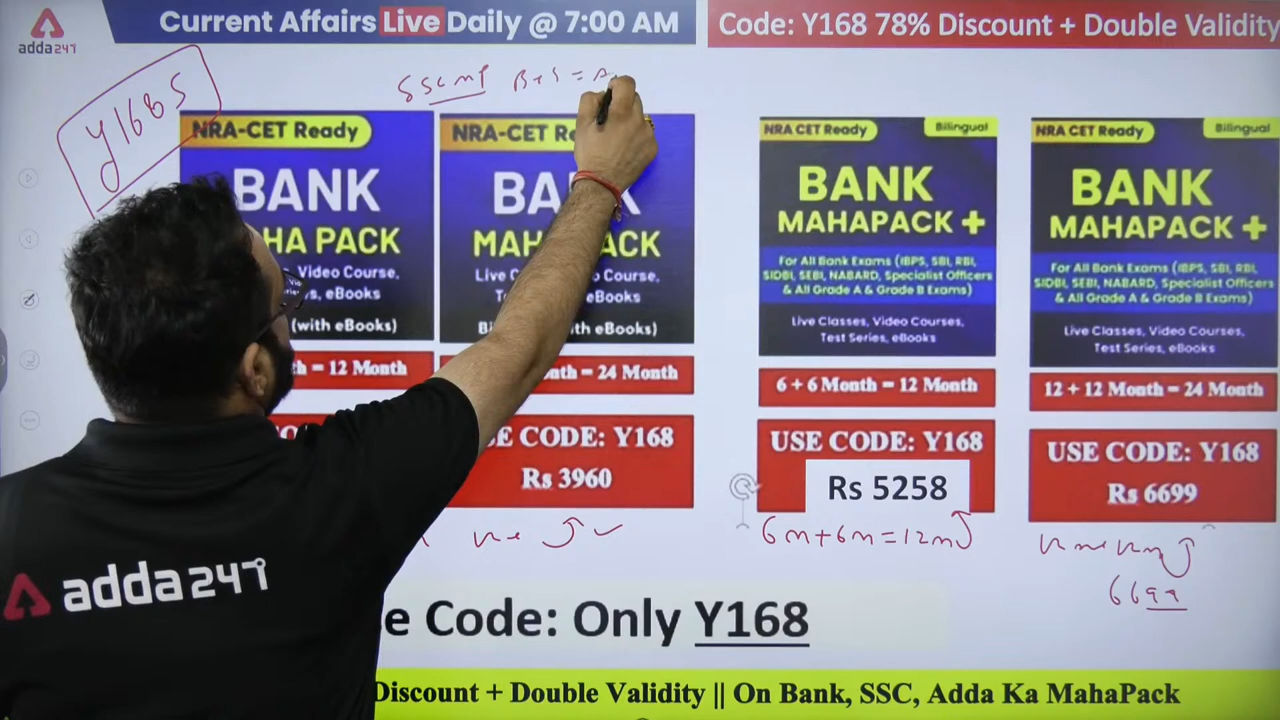 adda247
Current Affairs Live Daily @ 7:00 AM
Code: Y168 78% Discount + Double Validity
Y168
SSC MP B+S =
NRA-CET Ready
BANK
HA PACK
Video Course,
eBooks
(with eBooks)
= 12 Month
NRA-CET Re
BA K
MAH PACK
Live C o Course,
eBooks
th eBooks)
nth = 24 Month
E CODE: Y168
Rs 3960
NRA CET Ready
Bilingual
BANK
MAHAPACK +
For All Bank Exams (IBPS, SBI, RBI,
SIDBI, SEBI, NABARD, Specialist Officers
& All Grade A & Grade B Exams)
Live Classes, Video Courses,
Test Series, eBooks
6 + 6 Month = 12 Month
USE CODE: Y168
Rs 5258
6m+6m=12m
NRA CET Ready
Bilingual
BANK
MAHAPACK +
For All Bank Exams (IBPS, SBI, RBI,
SIDBI, SEBI, NABARD, Specialist Officers
& All Grade A & Grade B Exams)
Live Classes, Video Courses,
Test Series, eBooks
12 + 12 Month = 24 Month
USE CODE: Y168
Rs 6699
6699
adda247
e Code: Only Y168
Discount + Double Validity || On Bank, SSC, Adda Ka MahaPack